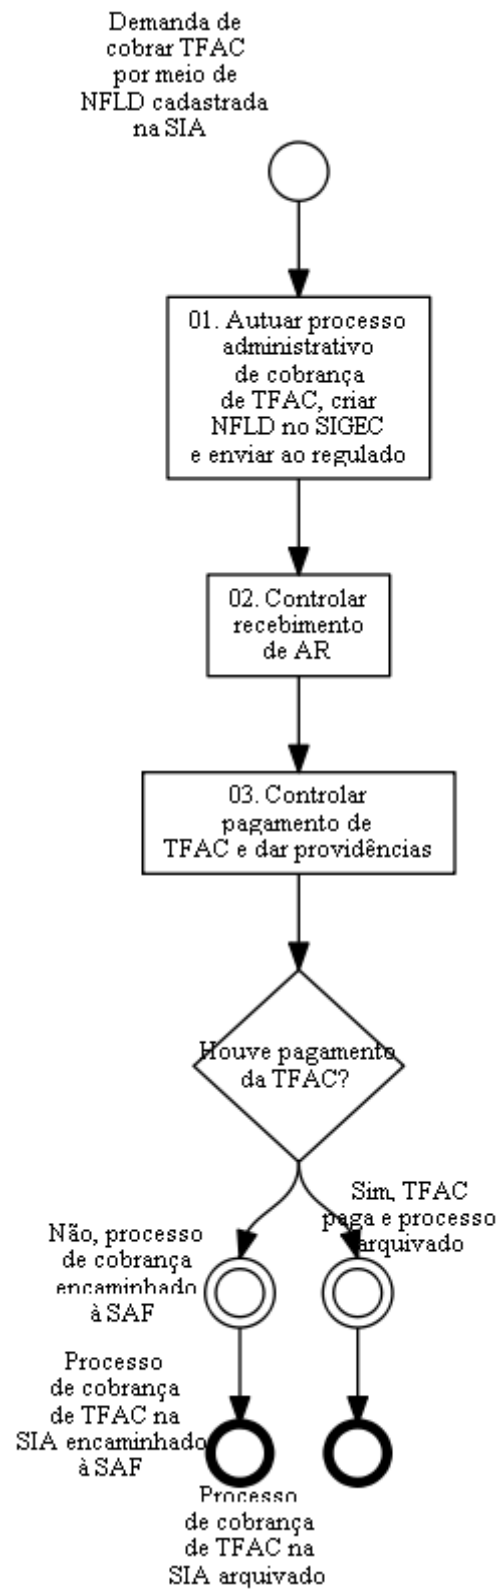 Demanda de
cobrar TFAC
por meio de
NFLD cadastrada
na SIA
01. Autuar processo
administrativo
de cobrança
de TFAC, criar
NFLD no SIGEC
e enviar ao regulado
02. Controlar
recebimento
de AR
03. Controlar
pagamento de
TFAC e dar providências
Houve pagamento
da TFAC?
Sim, TFAC
paga e processo
arquivado
Não, processo
de cobrança
encaminhado
à SAF
Processo
de cobrança
de TFAC na
SIA encaminhado
à SAF
Processo
de cobrança
de TFAC na
SIA arquivado